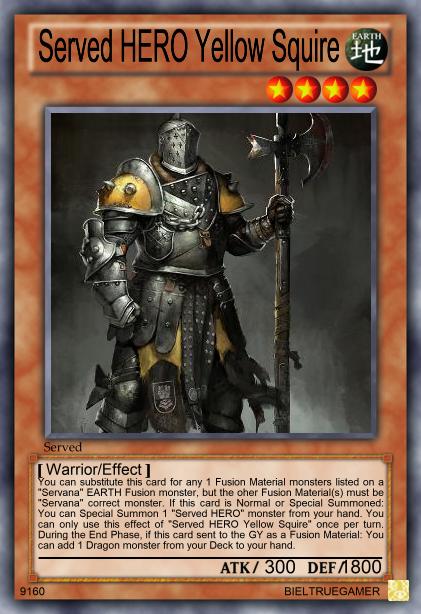 Served HERO Yellow Squire
EARTH
地
Served
[ Warrior/Effect ]
You can substitute this card for any 1 Fusion Material monsters listed on a
"Servana" EARTH Fusion monster, but the oher Fusion Material(s) must be
"Servana" correct monster. If this card is Normal or Special Summoned:
You can Special Summon 1 "Served HERO" monster from your hand. You
can only use this effect of "Served HERO Yellow Squire" once per turn.
During the End Phase, if this card sent to the GY as a Fusion Material: You
can add 1 Dragon monster from your Deck to your hand.
ATK/ 300 DEF/1800
9160 BIELTRUEGAMER